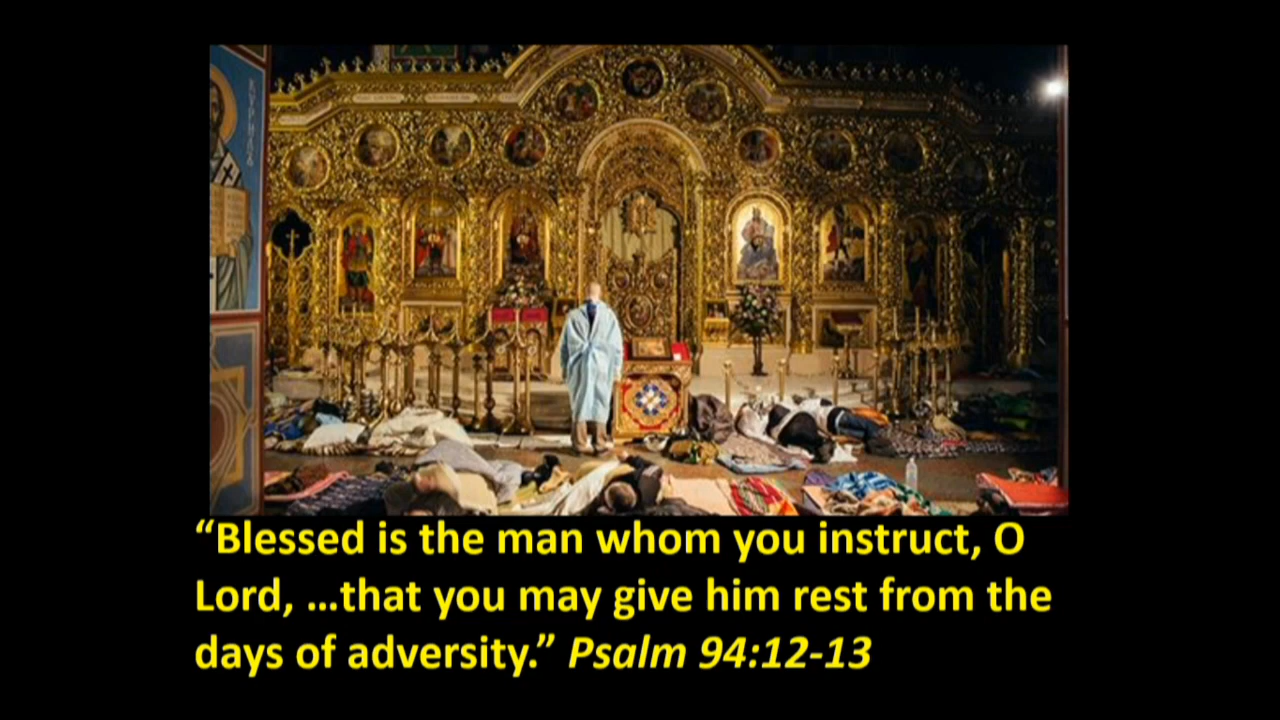 “Blessed is the man whom you instruct, O
Lord, …that you may give him rest from the
days of adversity.” Psalm 94:12-13